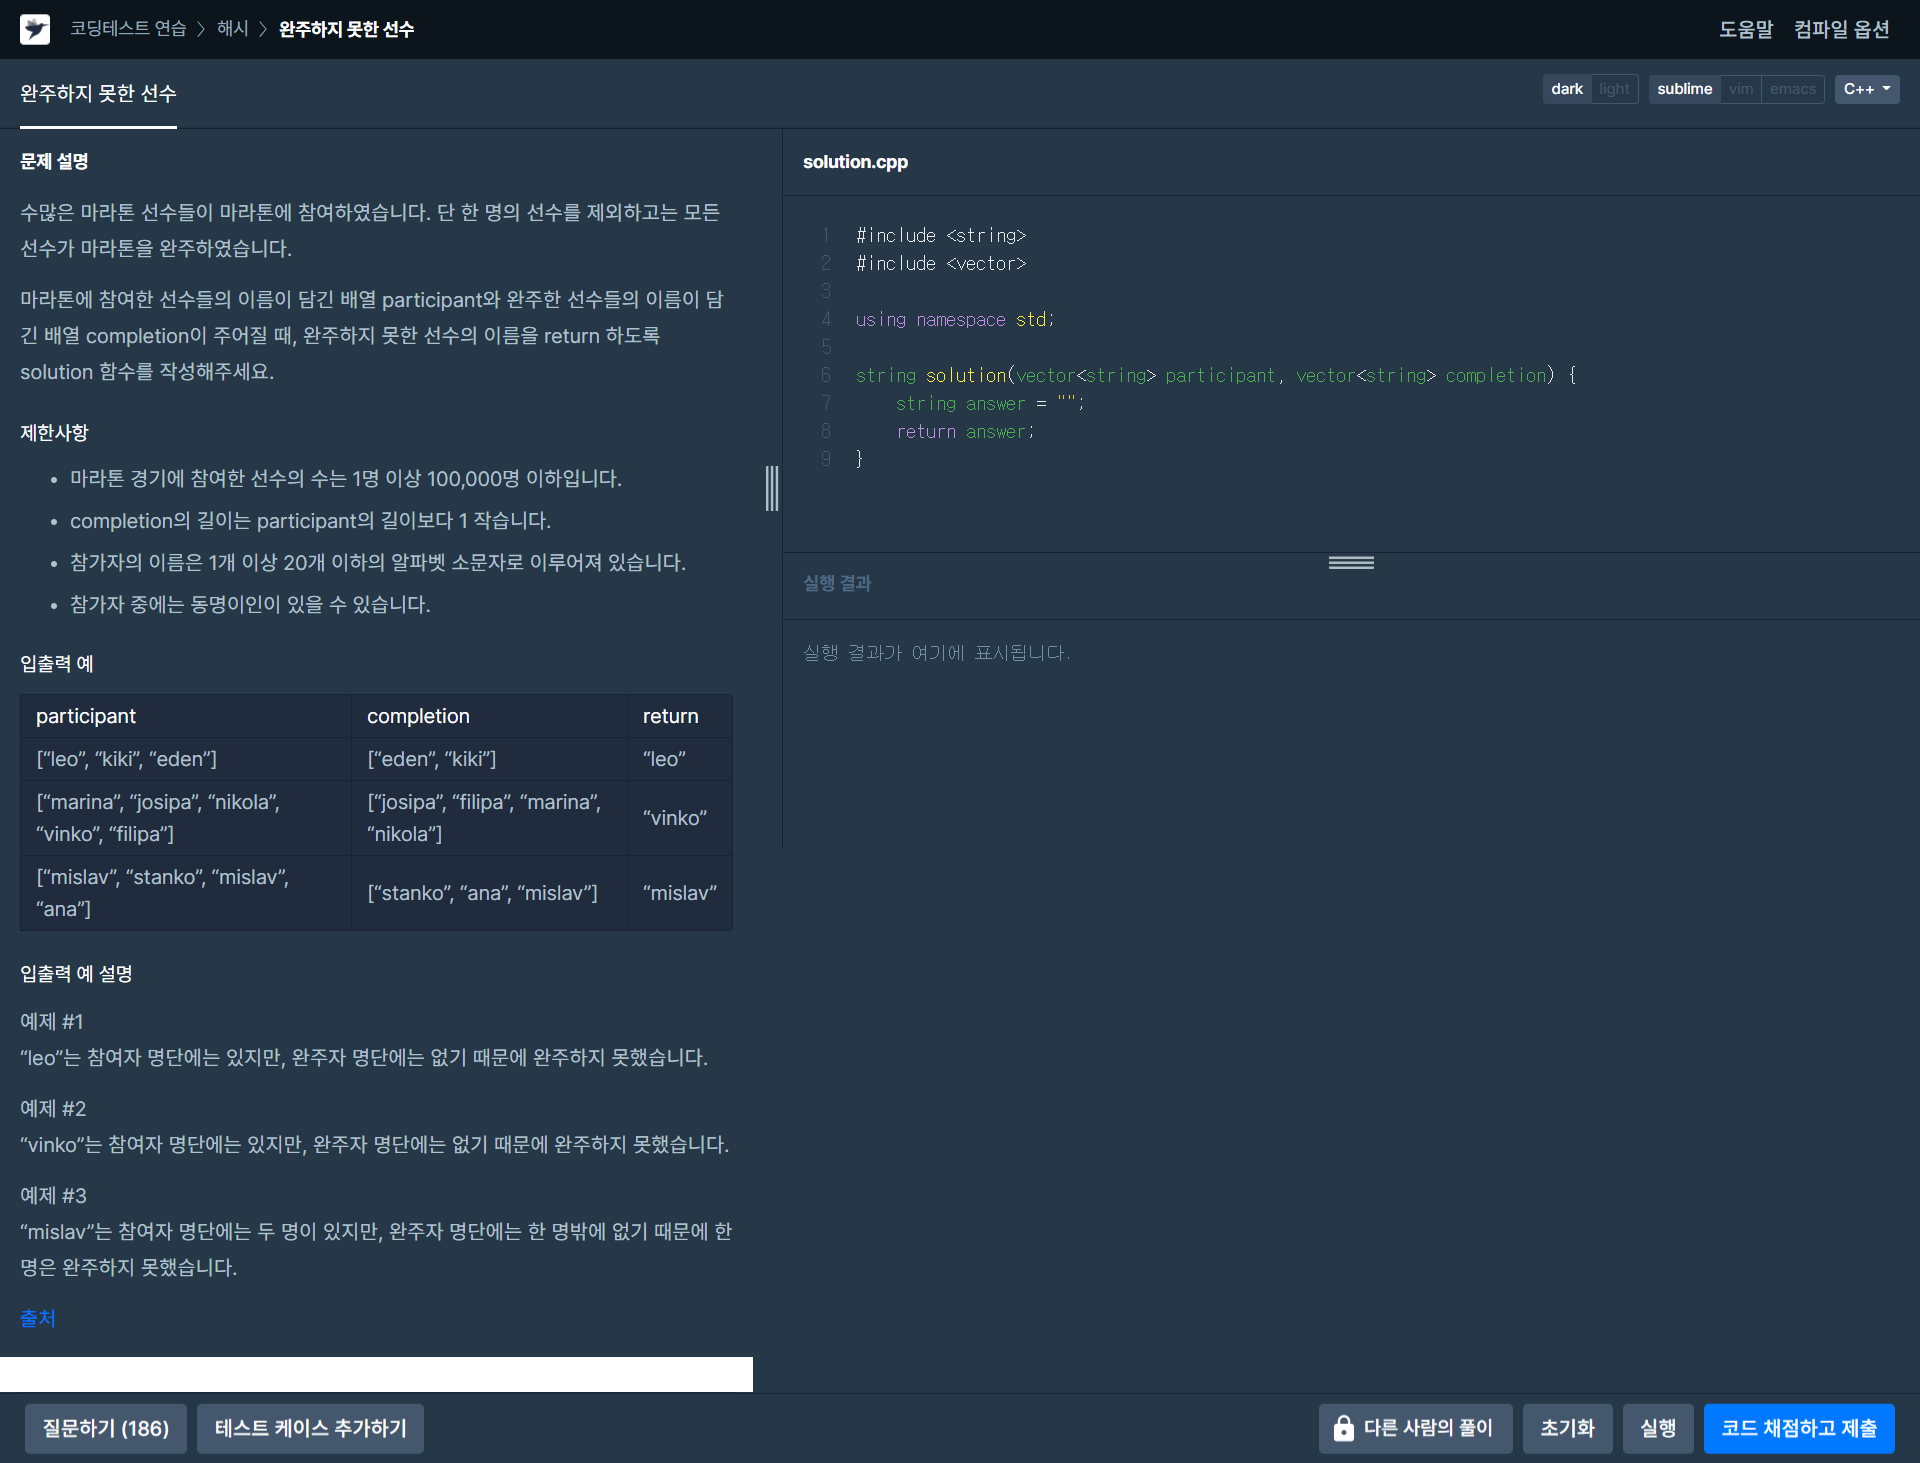 코딩테스트 연습 > 해시 > 완주하지 못한 선수
도움말 컴파일 옵션
완주하지 못한 선수
dark light sublime vim emacs C++
문제 설명
수많은 마라톤 선수들이 마라톤에 참여하였습니다. 단 한 명의 선수를 제외하고는 모든
선수가 마라톤을 완주하였습니다.
마라톤에 참여한 선수들의 이름이 담긴 배열 participant와 완주한 선수들의 이름이 담
긴 배열 completion이 주어질 때, 완주하지 못한 선수의 이름을 return 하도록
solution 함수를 작성해주세요.
제한사항
• 마라톤 경기에 참여한 선수의 수는 1명 이상 100,000명 이하입니다.
• completion의 길이는 participant의 길이보다 1 작습니다.
• 참가자의 이름은 1개 이상 20개 이하의 알파벳 소문자로 이루어져 있습니다.
• 참가자 중에는 동명이인이 있을 수 있습니다.
입출력 예
participant completion return
[“leo”, “kiki”, “eden”] [“eden”, “kiki”] “leo”
[“marina”, “josipa”, “nikola”,
“vinko”, “filipa”]
[“josipa”, “filipa”, “marina”,
“nikola”]
“vinko”
[“mislav”, “stanko”, “mislav”,
“ana”]
[“stanko”, “ana”, “mislav”]
“mislav”
입출력 예 설명
예제 #1
“leo”는 참여자 명단에는 있지만, 완주자 명단에는 없기 때문에 완주하지 못했습니다.
예제 #2
“vinko”는 참여자 명단에는 있지만, 완주자 명단에는 없기 때문에 완주하지 못했습니다.
예제 #3
“mislav”는 참여자 명단에는 두 명이 있지만, 완주자 명단에는 한 명밖에 없기 때문에 한
명은 완주하지 못했습니다.
출처
solution.cpp
1 #include <string>
2 #include <vector>
3
4 using namespace std;
5
6 string solution(vector<string> participant, vector<string> completion) {
7     string answer = "";
8     return answer;
9 }
실행 결과
실행 결과가 여기에 표시됩니다.
질문하기 (186) 테스트 케이스 추가하기
다른 사람의 풀이 초기화 실행 코드 채점하고 제출